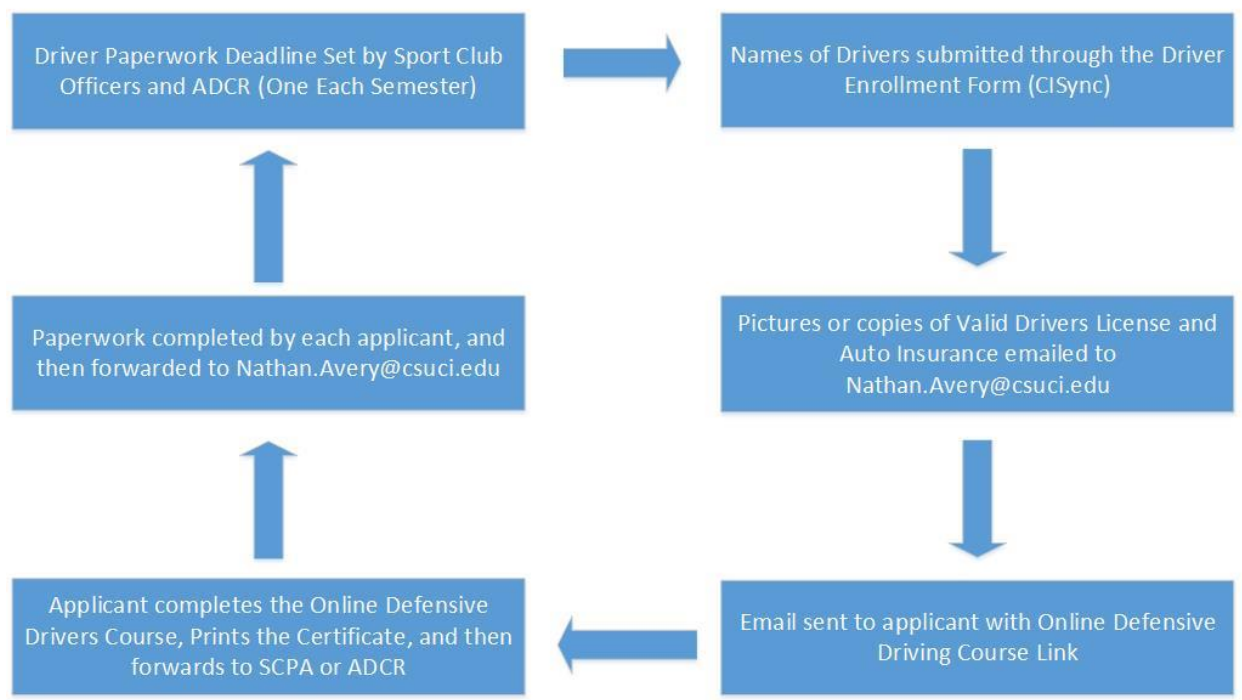 Driver Paperwork Deadline Set by Sport Club
Officers and ADCR (One Each Semester)
Names of Drivers submitted through the Driver
Enrollment Form (CISync)
Pictures or copies of Valid Drivers License and
Auto Insurance emailed to
Nathan.Avery@csuci.edu
Email sent to applicant with Online Defensive
Driving Course Link
Applicant completes the Online Defensive
Drivers Course, Prints the Certificate, and then
forwards to SCPA or ADCR
Paperwork completed by each applicant, and
then forwarded to Nathan.Avery@csuci.edu